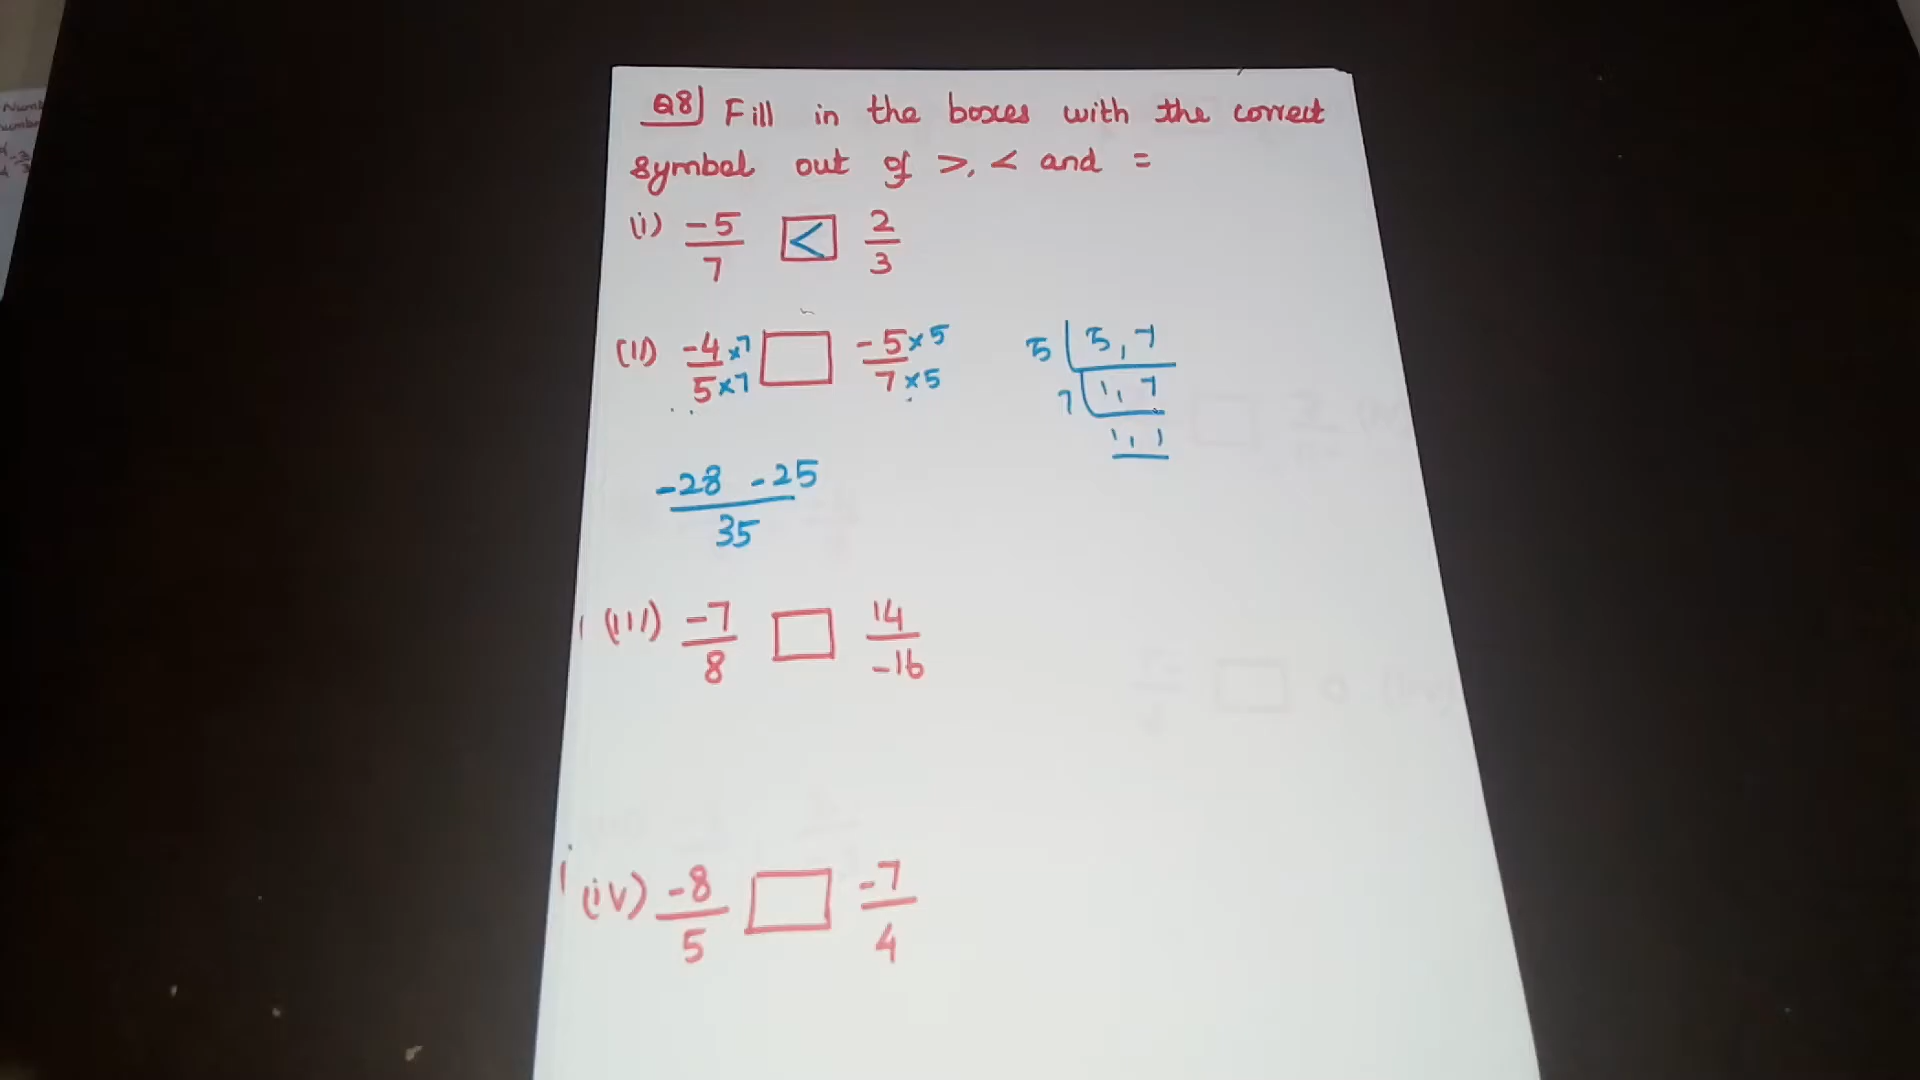 Q8) Fill in the boxes with the correct
symbol out of >, < and =
(i) -5/7 < 2/3
(ii) -4×7/5×7 □ -5×5/7×5
5 | 5, 7
7 | 1, 7
1, 1
-28 -25
35
(iii) -7/8 □ 14/-16
(iv) -8/5 □ -7/4